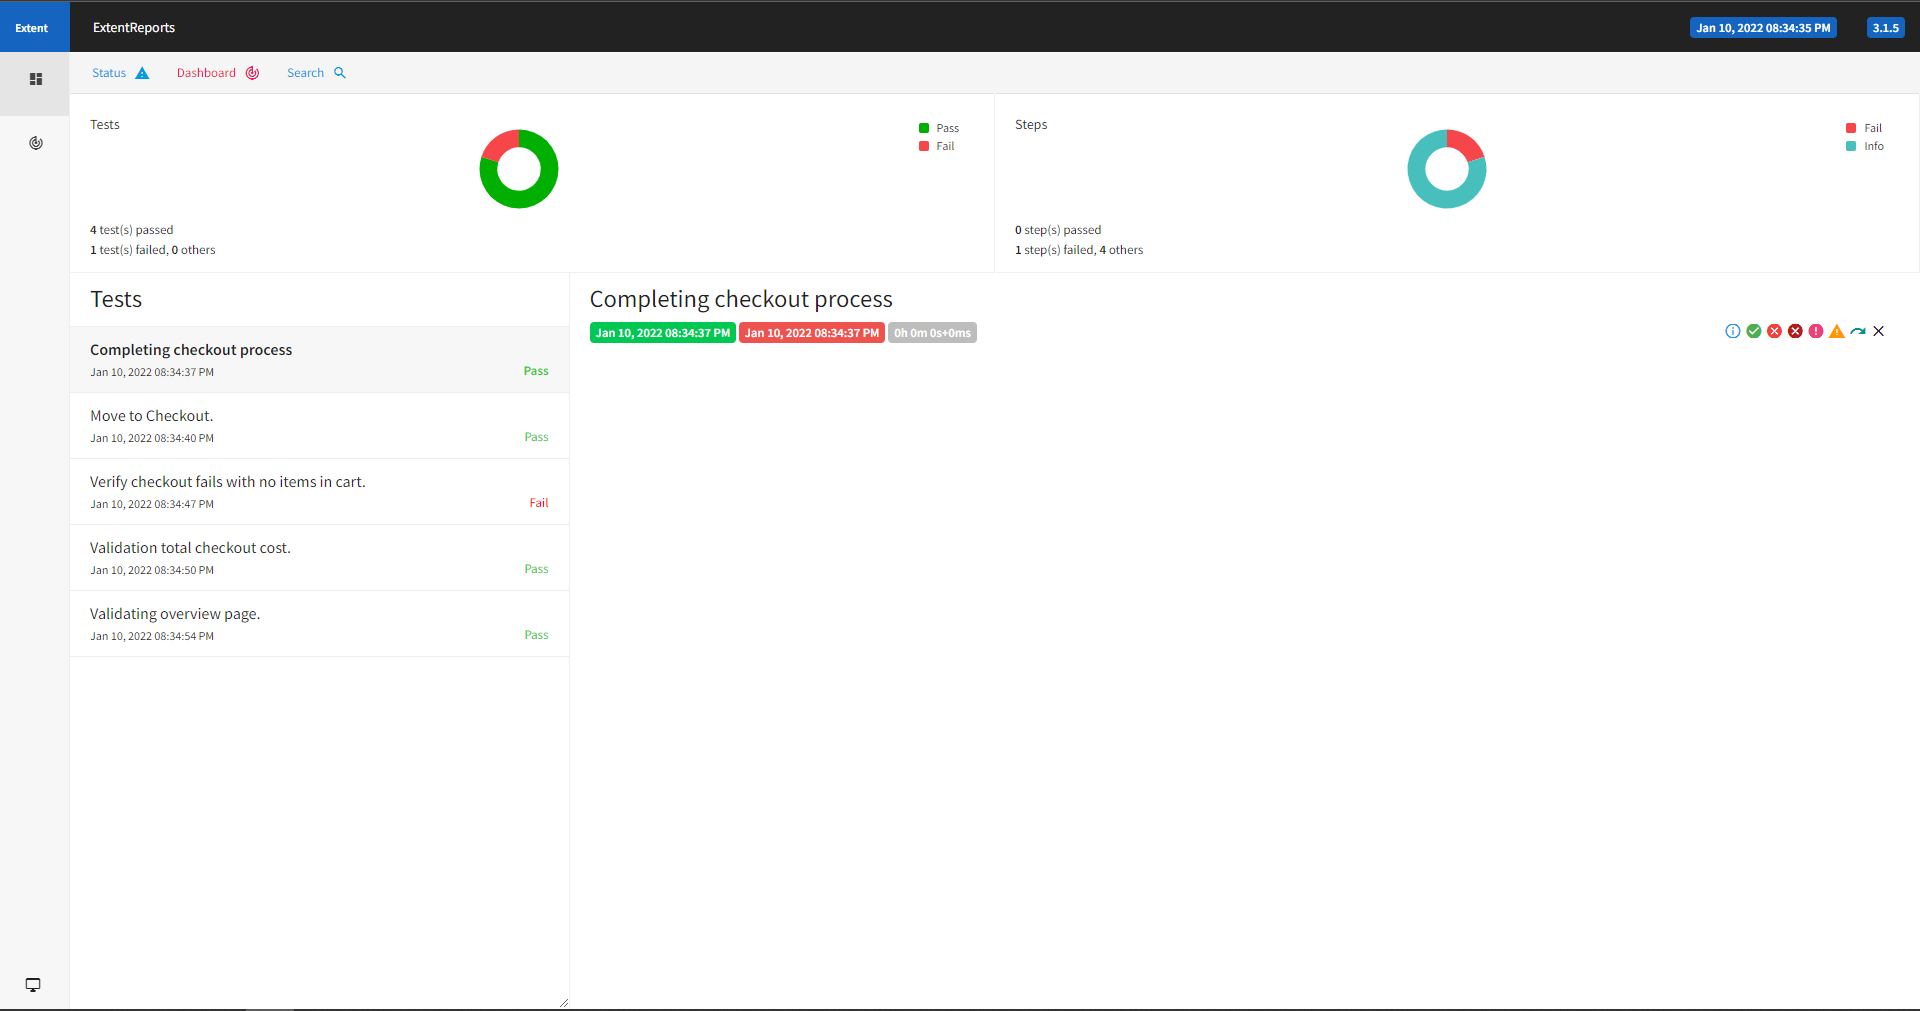 Extent
ExtentReports
Jan 10, 2022 08:34:35 PM
3.1.5
Status
Dashboard
Search
Tests
Pass
Fail
4 test(s) passed
1 test(s) failed, 0 others
Steps
Fail
Info
0 step(s) passed
1 step(s) failed, 4 others
Tests
Completing checkout process
Jan 10, 2022 08:34:37 PM
Pass
Move to Checkout.
Jan 10, 2022 08:34:40 PM
Pass
Verify checkout fails with no items in cart.
Jan 10, 2022 08:34:47 PM
Fail
Validation total checkout cost.
Jan 10, 2022 08:34:50 PM
Pass
Validating overview page.
Jan 10, 2022 08:34:54 PM
Pass
Completing checkout process
Jan 10, 2022 08:34:37 PM Jan 10, 2022 08:34:37 PM 0h 0m 0s+0ms